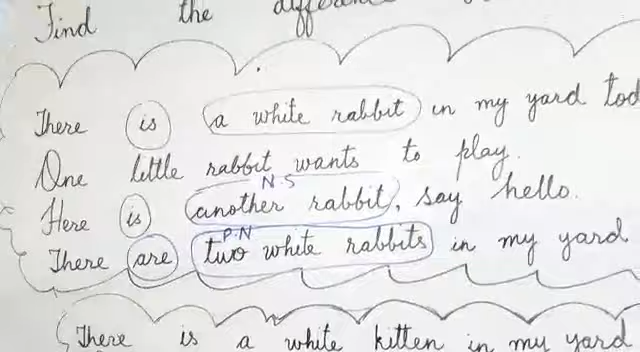 Find the
There is a white rabbit in my yard tod
One little rabbit wants to play.
N.S
Here is another rabbit, say hello.
P.N
There are two white rabbits in my yard
There is a white kitten in my yard